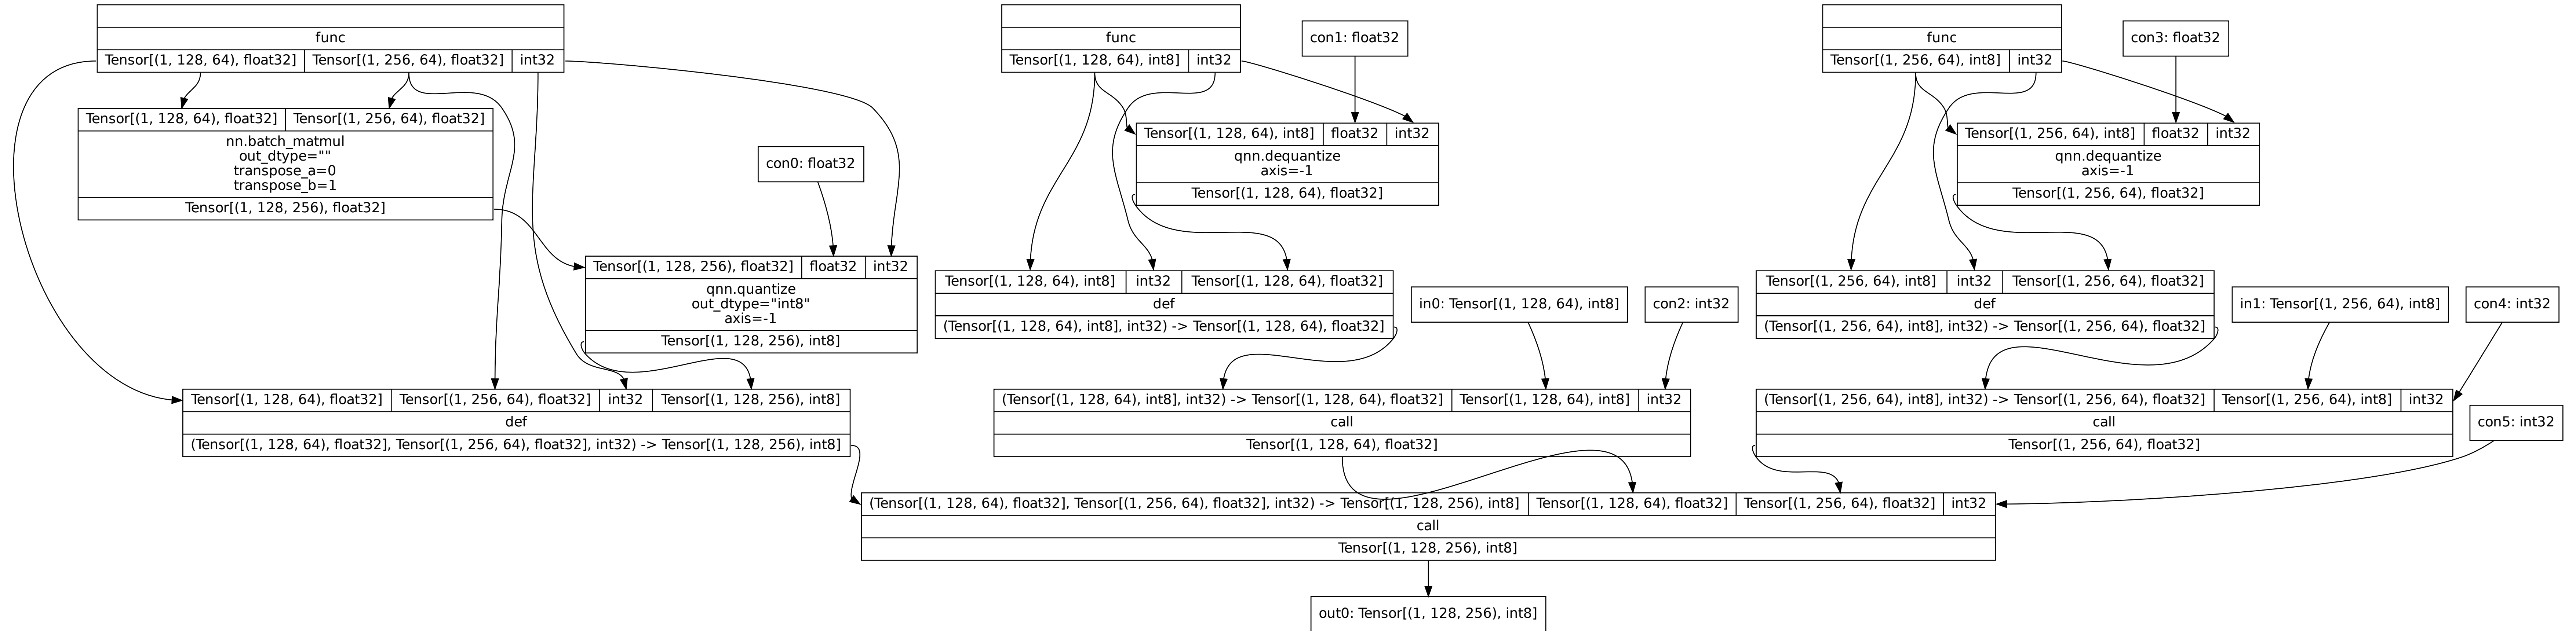 func
Tensor[(1, 128, 64), float32] Tensor[(1, 256, 64), float32] int32
func
Tensor[(1, 128, 64), int8] int32
con1: float32
func
Tensor[(1, 256, 64), int8] int32
con3: float32
Tensor[(1, 128, 64), float32] Tensor[(1, 256, 64), float32]
nn.batch_matmul
out_dtype=""
transpose_a=0
transpose_b=1
Tensor[(1, 128, 256), float32]
con0: float32
Tensor[(1, 128, 64), int8] float32 int32
qnn.dequantize
axis=-1
Tensor[(1, 128, 64), float32]
Tensor[(1, 256, 64), int8] float32 int32
qnn.dequantize
axis=-1
Tensor[(1, 256, 64), float32]
Tensor[(1, 128, 256), float32] float32 int32
qnn.quantize
out_dtype="int8"
axis=-1
Tensor[(1, 128, 256), int8]
Tensor[(1, 128, 64), int8] int32 Tensor[(1, 128, 64), float32]
def
(Tensor[(1, 128, 64), int8], int32) -> Tensor[(1, 128, 64), float32]
in0: Tensor[(1, 128, 64), int8]
con2: int32
Tensor[(1, 256, 64), int8] int32 Tensor[(1, 256, 64), float32]
def
(Tensor[(1, 256, 64), int8], int32) -> Tensor[(1, 256, 64), float32]
in1: Tensor[(1, 256, 64), int8]
con4: int32
Tensor[(1, 128, 64), float32] Tensor[(1, 256, 64), float32] int32 Tensor[(1, 128, 256), int8]
def
(Tensor[(1, 128, 64), float32], Tensor[(1, 256, 64), float32], int32) -> Tensor[(1, 128, 256), int8]
(Tensor[(1, 128, 64), int8], int32) -> Tensor[(1, 128, 64), float32] Tensor[(1, 128, 64), int8] int32
call
Tensor[(1, 128, 64), float32]
(Tensor[(1, 256, 64), int8], int32) -> Tensor[(1, 256, 64), float32] Tensor[(1, 256, 64), int8] int32
call
Tensor[(1, 256, 64), float32]
con5: int32
(Tensor[(1, 128, 64), float32], Tensor[(1, 256, 64), float32], int32) -> Tensor[(1, 128, 256), int8] Tensor[(1, 128, 64), float32] Tensor[(1, 256, 64), float32] int32
call
Tensor[(1, 128, 256), int8]
out0: Tensor[(1, 128, 256), int8]